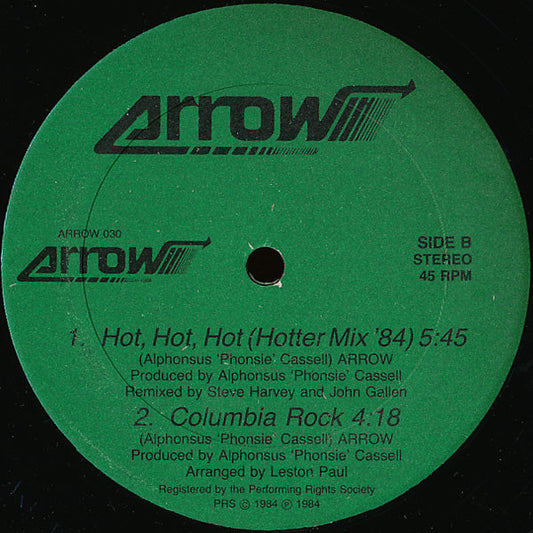 arrow
ARROW 030
arrow
SIDE B
STEREO
45 RPM
1. Hot, Hot, Hot (Hotter Mix '84) 5:45
(Alphonsus 'Phonsie' Cassell) ARROW
Produced by Alphonsus 'Phonsie' Cassell
Remixed by Steve Harvey and John Gallen
2. Columbia Rock 4:18
(Alphonsus 'Phonsie' Cassell) ARROW
Produced by Alphonsus 'Phonsie' Cassell
Arranged by Leston Paul
Registered by the Performing Rights Society
PRS © 1984 ℗ 1984